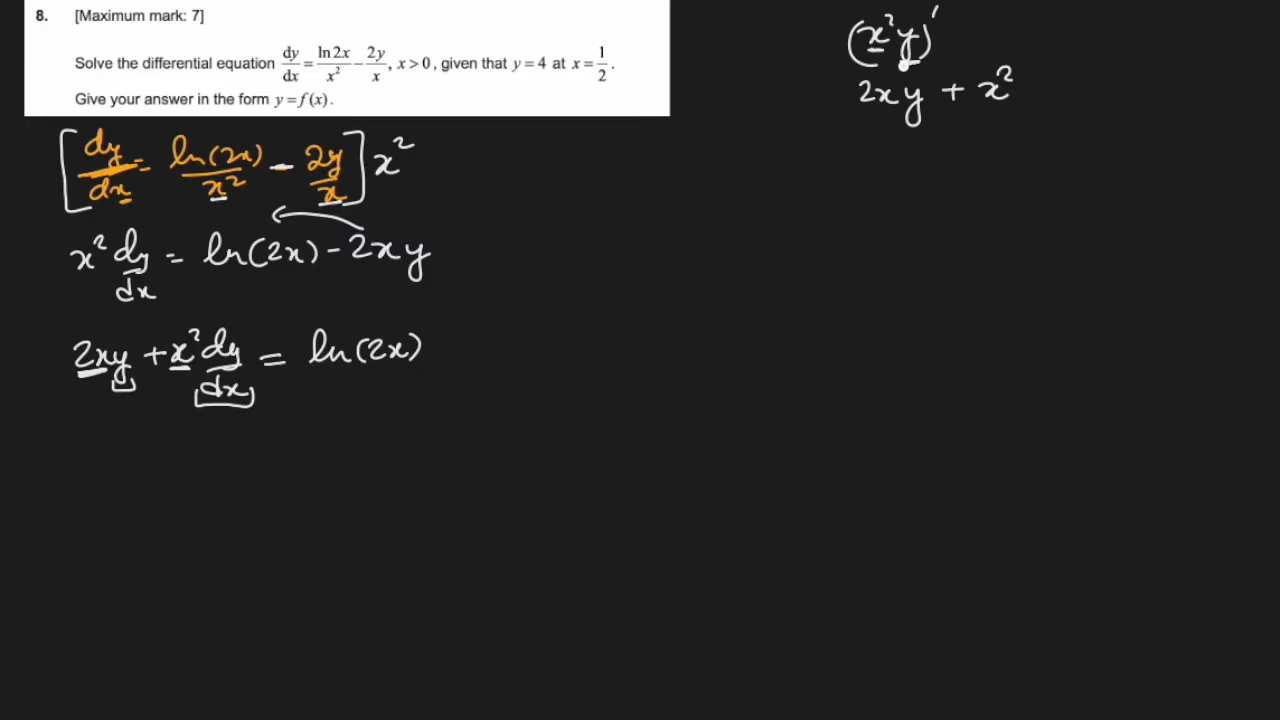 8. [Maximum mark: 7]
Solve the differential equation dy/dx = ln 2x/x² − 2y/x, x > 0, given that y = 4 at x = 1/2.
Give your answer in the form y = f(x).
[dy/dx = ln(2x)/x² − 2y/x] x²
x² dy/dx = ln(2x) − 2xy
2xy + x² dy/dx = ln(2x)
(x²y)'
2xy + x²